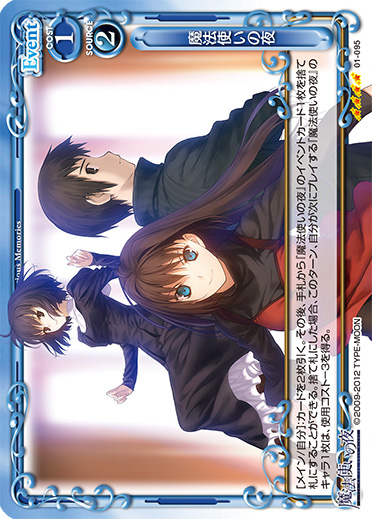 Event
COST
1
SOURCE
2
魔法使いの夜
01-095
[メイン/自分]：カードを2枚引く。その後、手札から『魔法使いの夜』のイベントカード1枚を捨て
札にすることができる。捨て札にした場合、このターン、自分が次にプレイする『魔法使いの夜』の
キャラ1枚は、使用コスト－3を得る。
魔法使いの夜
©2009-2012 TYPE-MOON
Memories